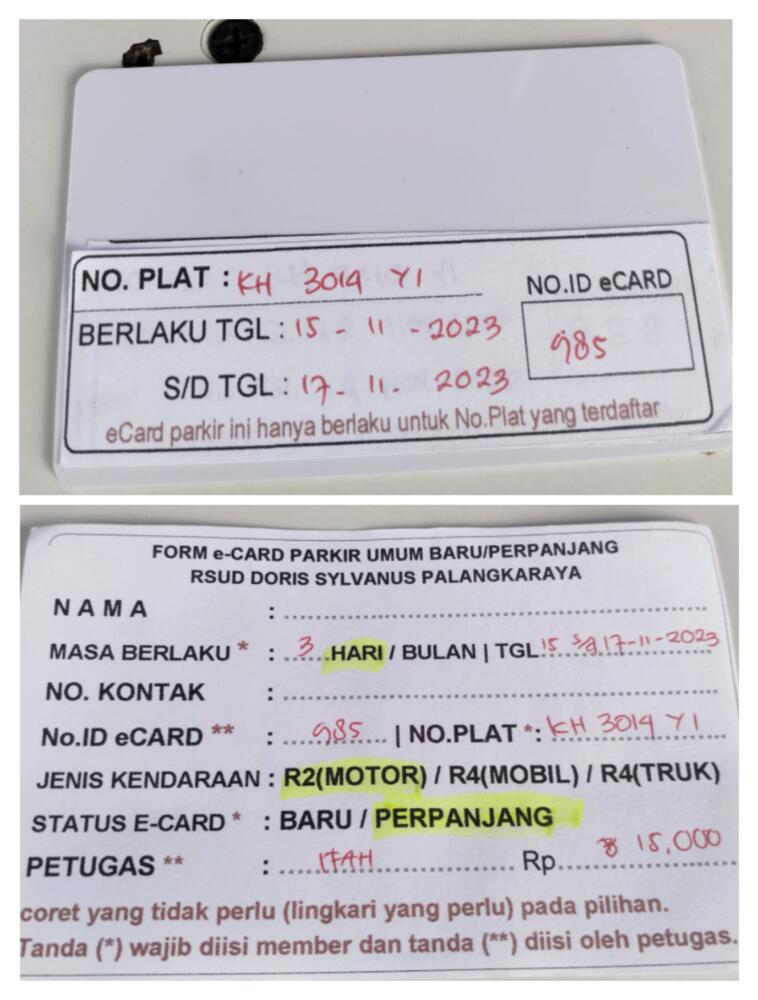 NO. PLAT : KH 3014 YI
NO.ID eCARD
BERLAKU TGL : 15 - 11 - 2023
985
S/D TGL : 17 - 11 - 2023
eCard parkir ini hanya berlaku untuk No.Plat yang terdaftar
FORM e-CARD PARKIR UMUM BARU/PERPANJANG
RSUD DORIS SYLVANUS PALANGKARAYA
NAMA :
MASA BERLAKU * : 3 HARI / BULAN | TGL 15 s/d 17-11-2023
NO. KONTAK :
No.ID eCARD ** : 985 | NO.PLAT *: KH 3014 YI
JENIS KENDARAAN : R2(MOTOR) / R4(MOBIL) / R4(TRUK)
STATUS E-CARD * : BARU / PERPANJANG
PETUGAS ** : ITAH Rp. 15,000
coret yang tidak perlu (lingkari yang perlu) pada pilihan.
Tanda (*) wajib diisi member dan tanda (**) diisi oleh petugas.